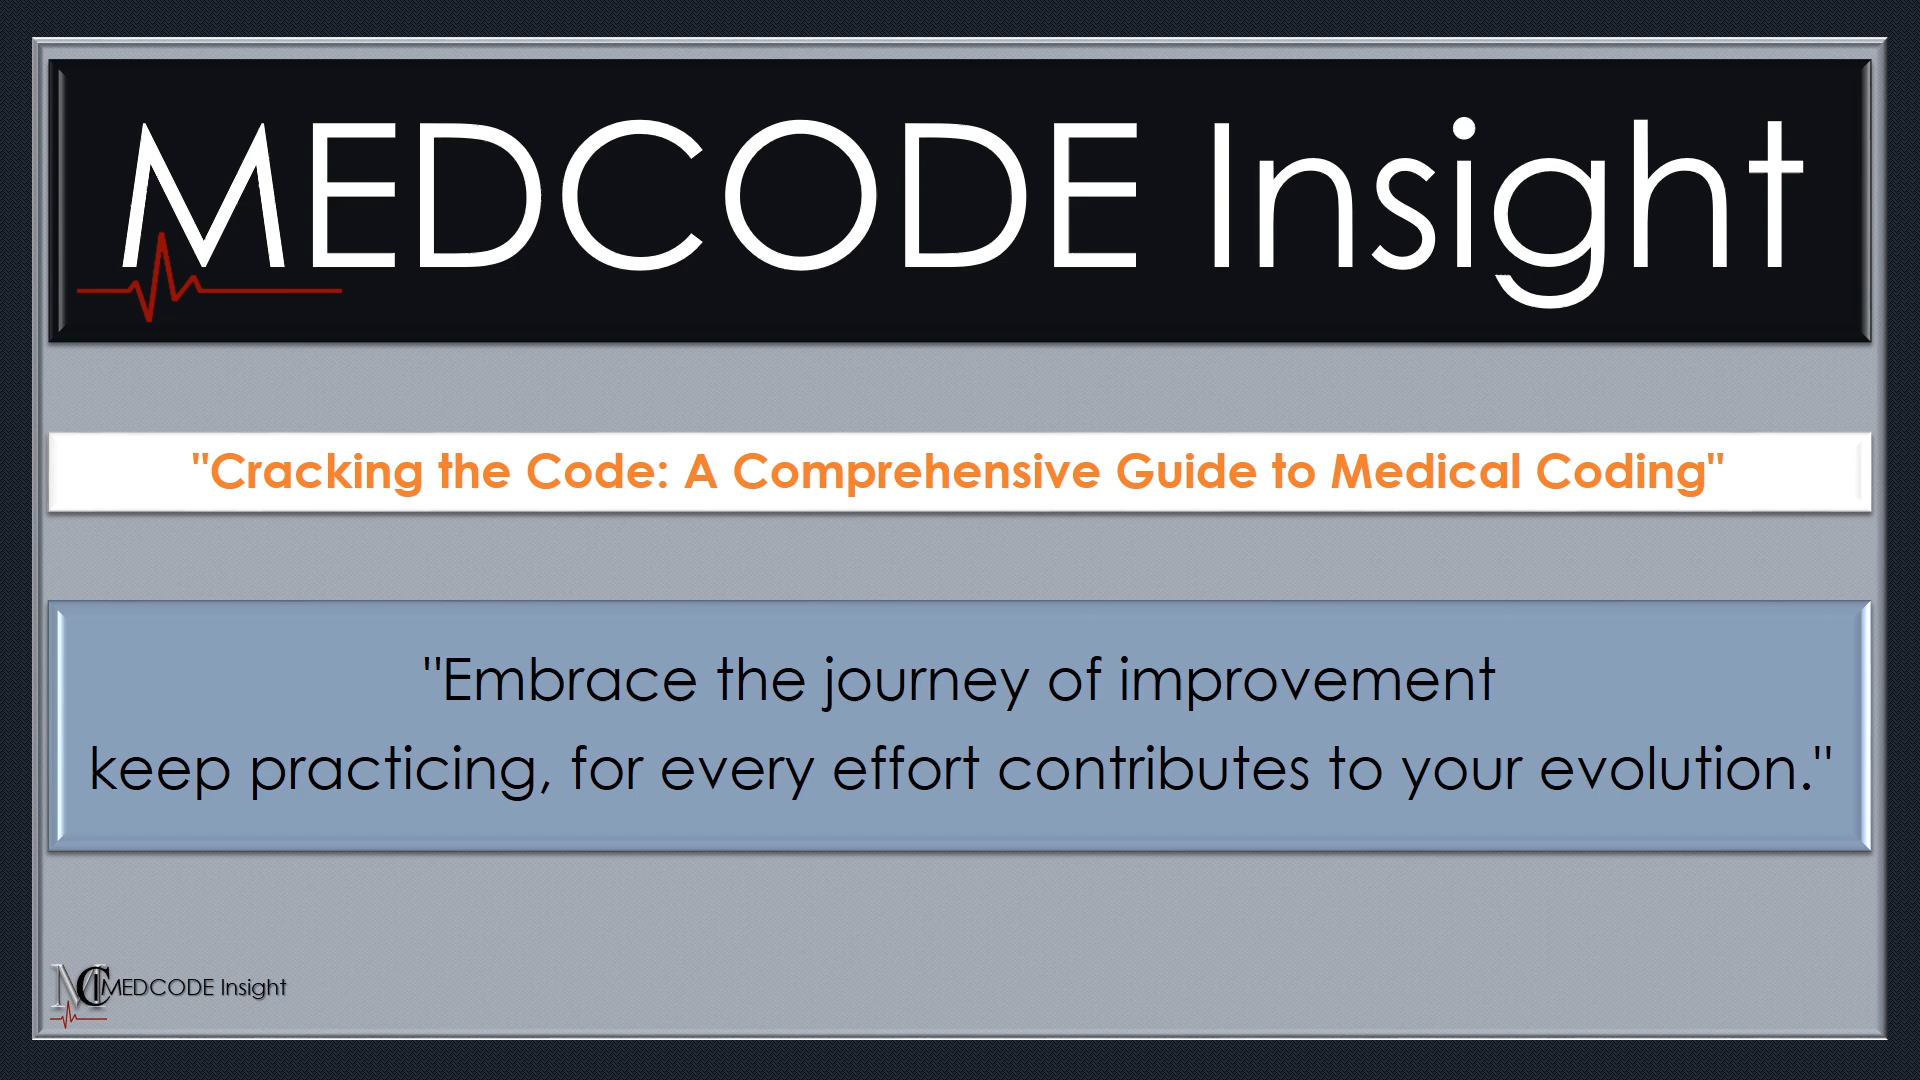 MEDCODE Insight
"Cracking the Code: A Comprehensive Guide to Medical Coding"
"Embrace the journey of improvement
keep practicing, for every effort contributes to your evolution."
MCI MEDCODE Insight